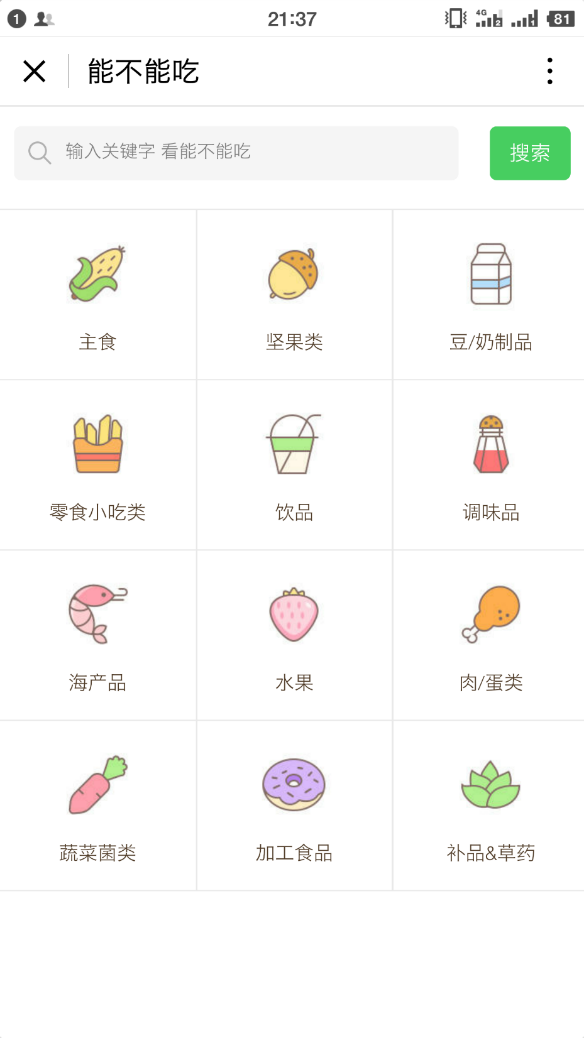 1
21:37
4G
2
81
能不能吃
输入关键字 看能不能吃
搜索
主食
坚果类
豆/奶制品
零食小吃类
饮品
调味品
海产品
水果
肉/蛋类
蔬菜菌类
加工食品
补品&草药